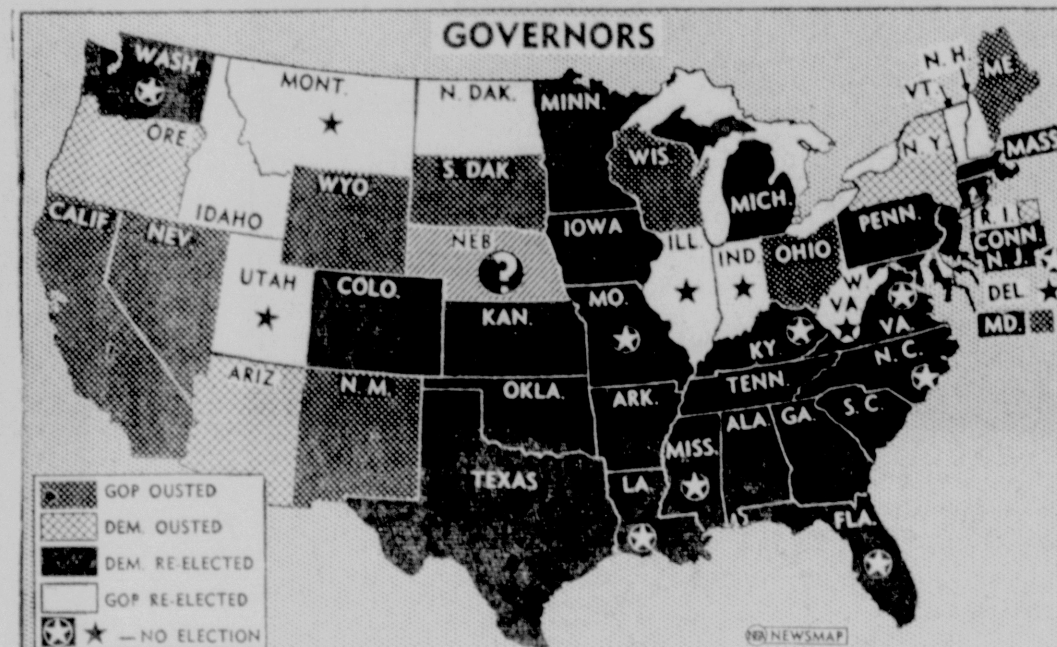 GOVERNORS
WASH.
MONT.
N. DAK.
MINN.
N. H.
VT.
ME.
ORE.
IDAHO
WYO
S. DAK
WIS.
MICH.
N. Y.
MASS
CALIF.
NEV.
UTAH
COLO.
NEB.
?
IOWA
ILL.
IND
OHIO
PENN.
R. I.
CONN.
N. J.
DEL
MD.
W
VA
VA.
KAN.
MO.
KY.
N. C.
TENN.
ARIZ
N. M.
OKLA.
ARK.
S. C.
TEXAS
LA.
MISS.
ALA.
GA.
FLA.
GOP OUSTED
DEM. OUSTED
DEM. RE-ELECTED
GOP RE-ELECTED
— NO ELECTION
NEA NEWSMAP